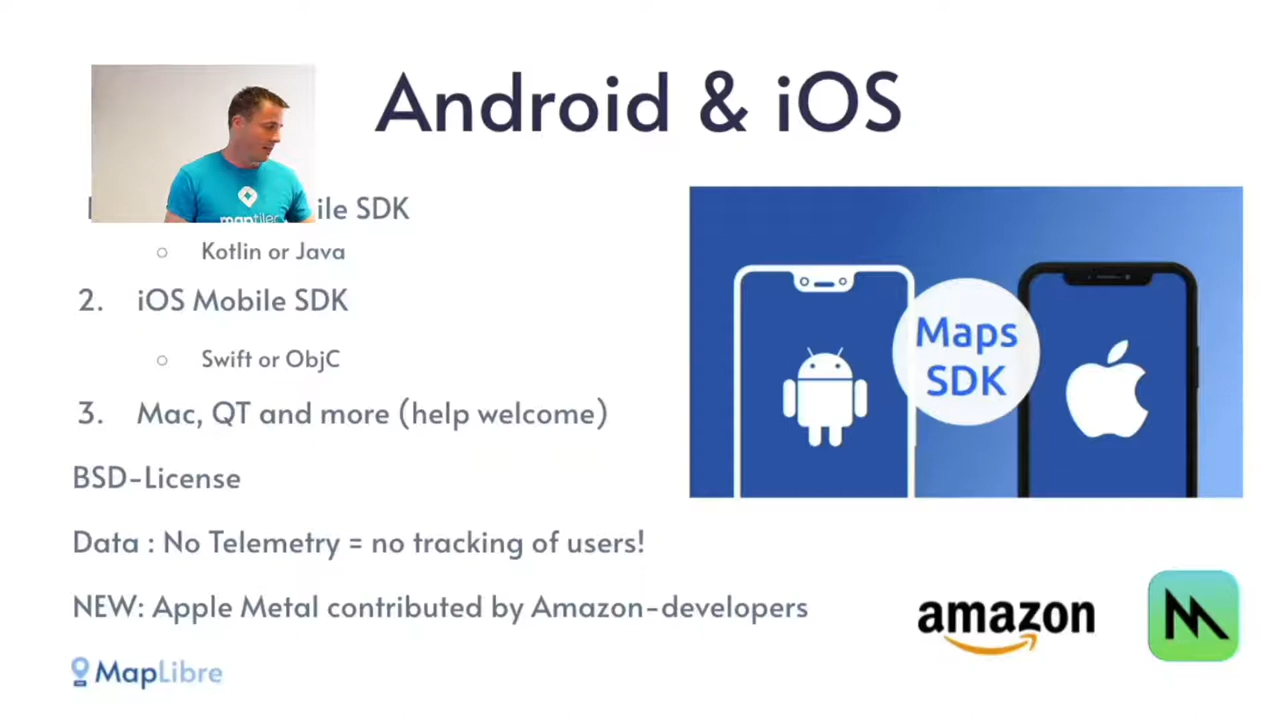 Android & iOS
maptiler
ile SDK
○ Kotlin or Java
2. iOS Mobile SDK
○ Swift or ObjC
3. Mac, QT and more (help welcome)
BSD-License
Data : No Telemetry = no tracking of users!
NEW: Apple Metal contributed by Amazon-developers
MapLibre
Maps
SDK
amazon